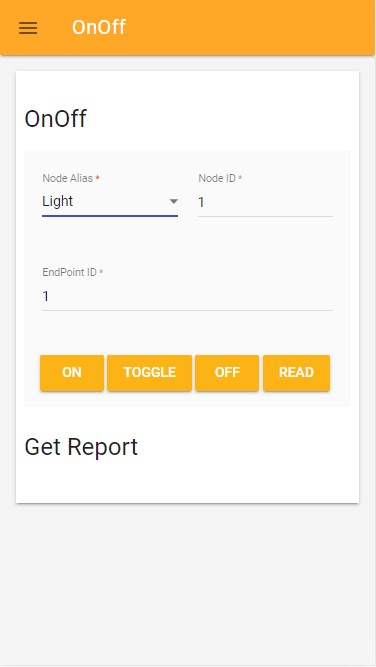 OnOff
OnOff
Node Alias *
Node ID *
Light
1
EndPoint ID *
1
ON TOGGLE OFF READ
Get Report